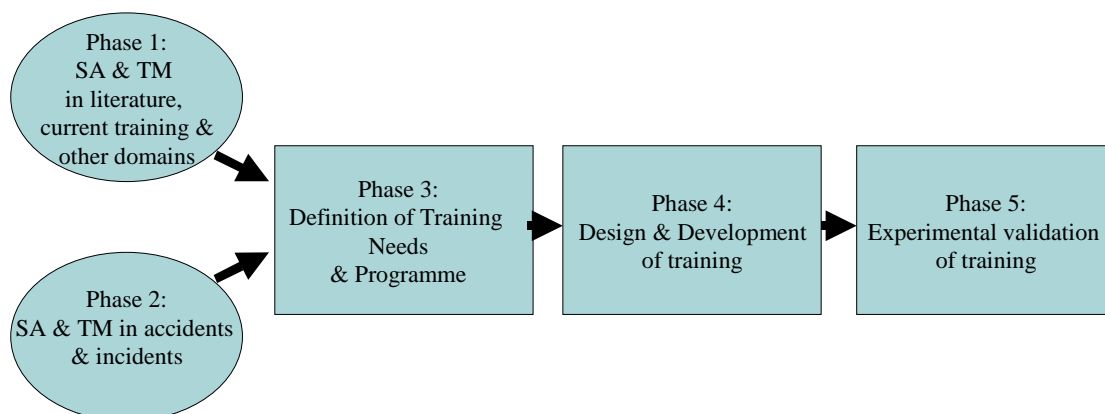 Phase 1:
SA & TM
in literature,
current training &
other domains
Phase 2:
SA & TM in accidents
& incidents
Phase 3:
Definition of Training
Needs
& Programme
Phase 4:
Design & Development
of training
Phase 5:
Experimental validation
of training